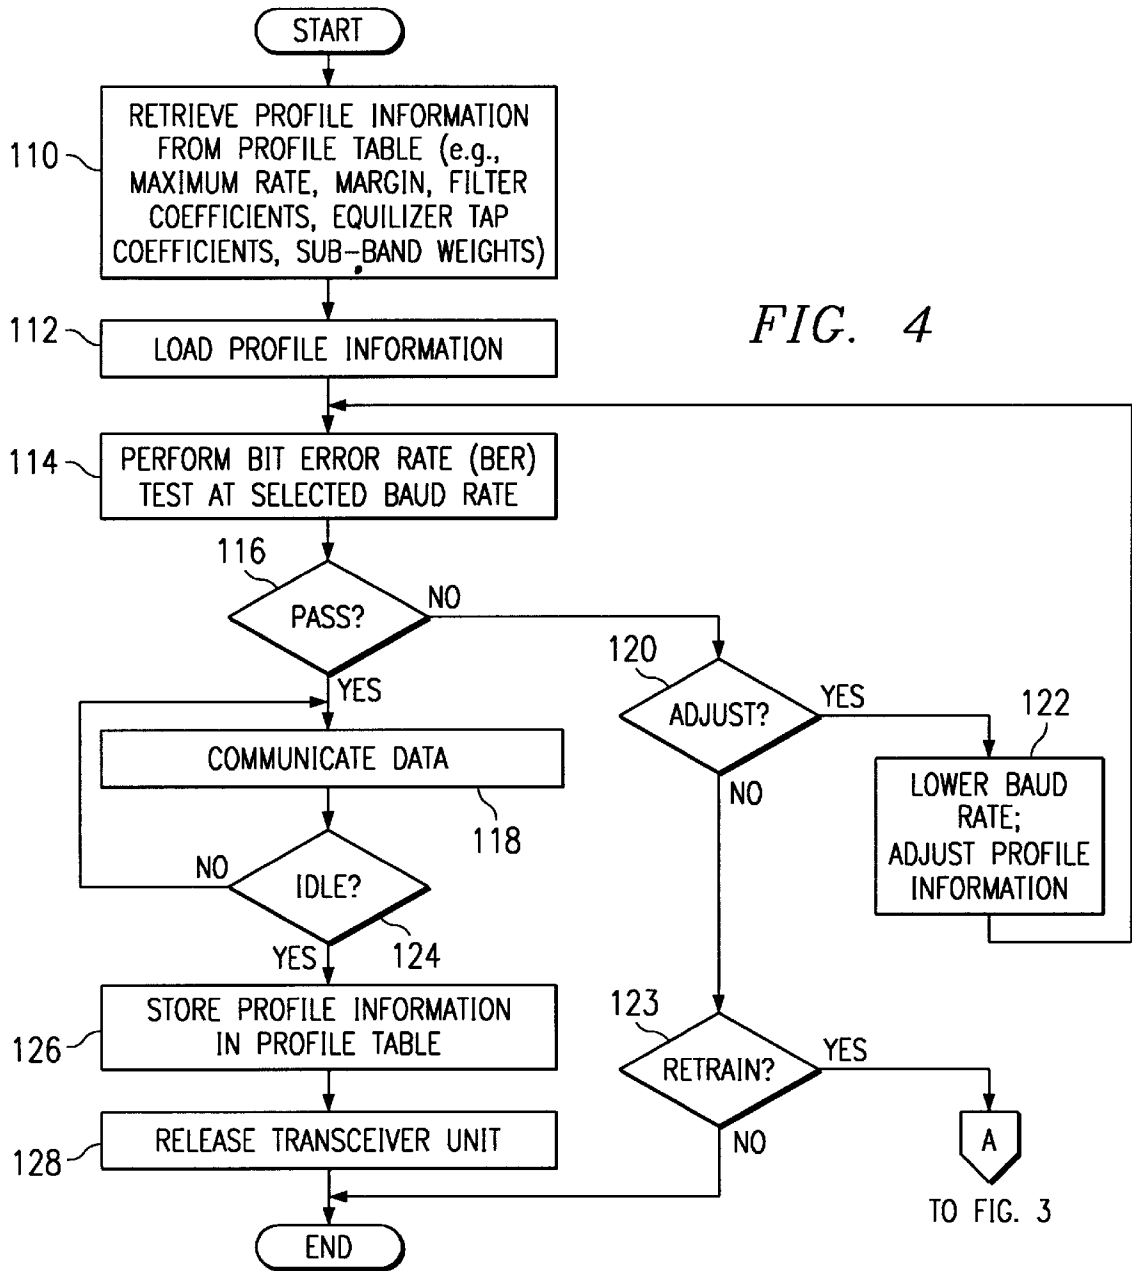 START
110
RETRIEVE PROFILE INFORMATION
FROM PROFILE TABLE (e.g.,
MAXIMUM RATE, MARGIN, FILTER
COEFFICIENTS, EQUILIZER TAP
COEFFICIENTS, SUB-BAND WEIGHTS)
112
LOAD PROFILE INFORMATION
FIG. 4
114
PERFORM BIT ERROR RATE (BER)
TEST AT SELECTED BAUD RATE
116
PASS?
NO
YES
120
ADJUST?
YES
NO
122
LOWER BAUD
RATE;
ADJUST PROFILE
INFORMATION
COMMUNICATE DATA
118
IDLE?
NO
YES
124
126
STORE PROFILE INFORMATION
IN PROFILE TABLE
123
RETRAIN?
YES
NO
A
TO FIG. 3
128
RELEASE TRANSCEIVER UNIT
END